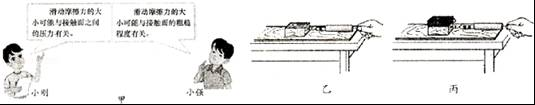 滑动摩擦力的大
小可能与接触面之间
的压力有关。
滑动摩擦力的大
小可能与接触面的粗糙
程度有关。
小刚
小强
甲
乙
丙